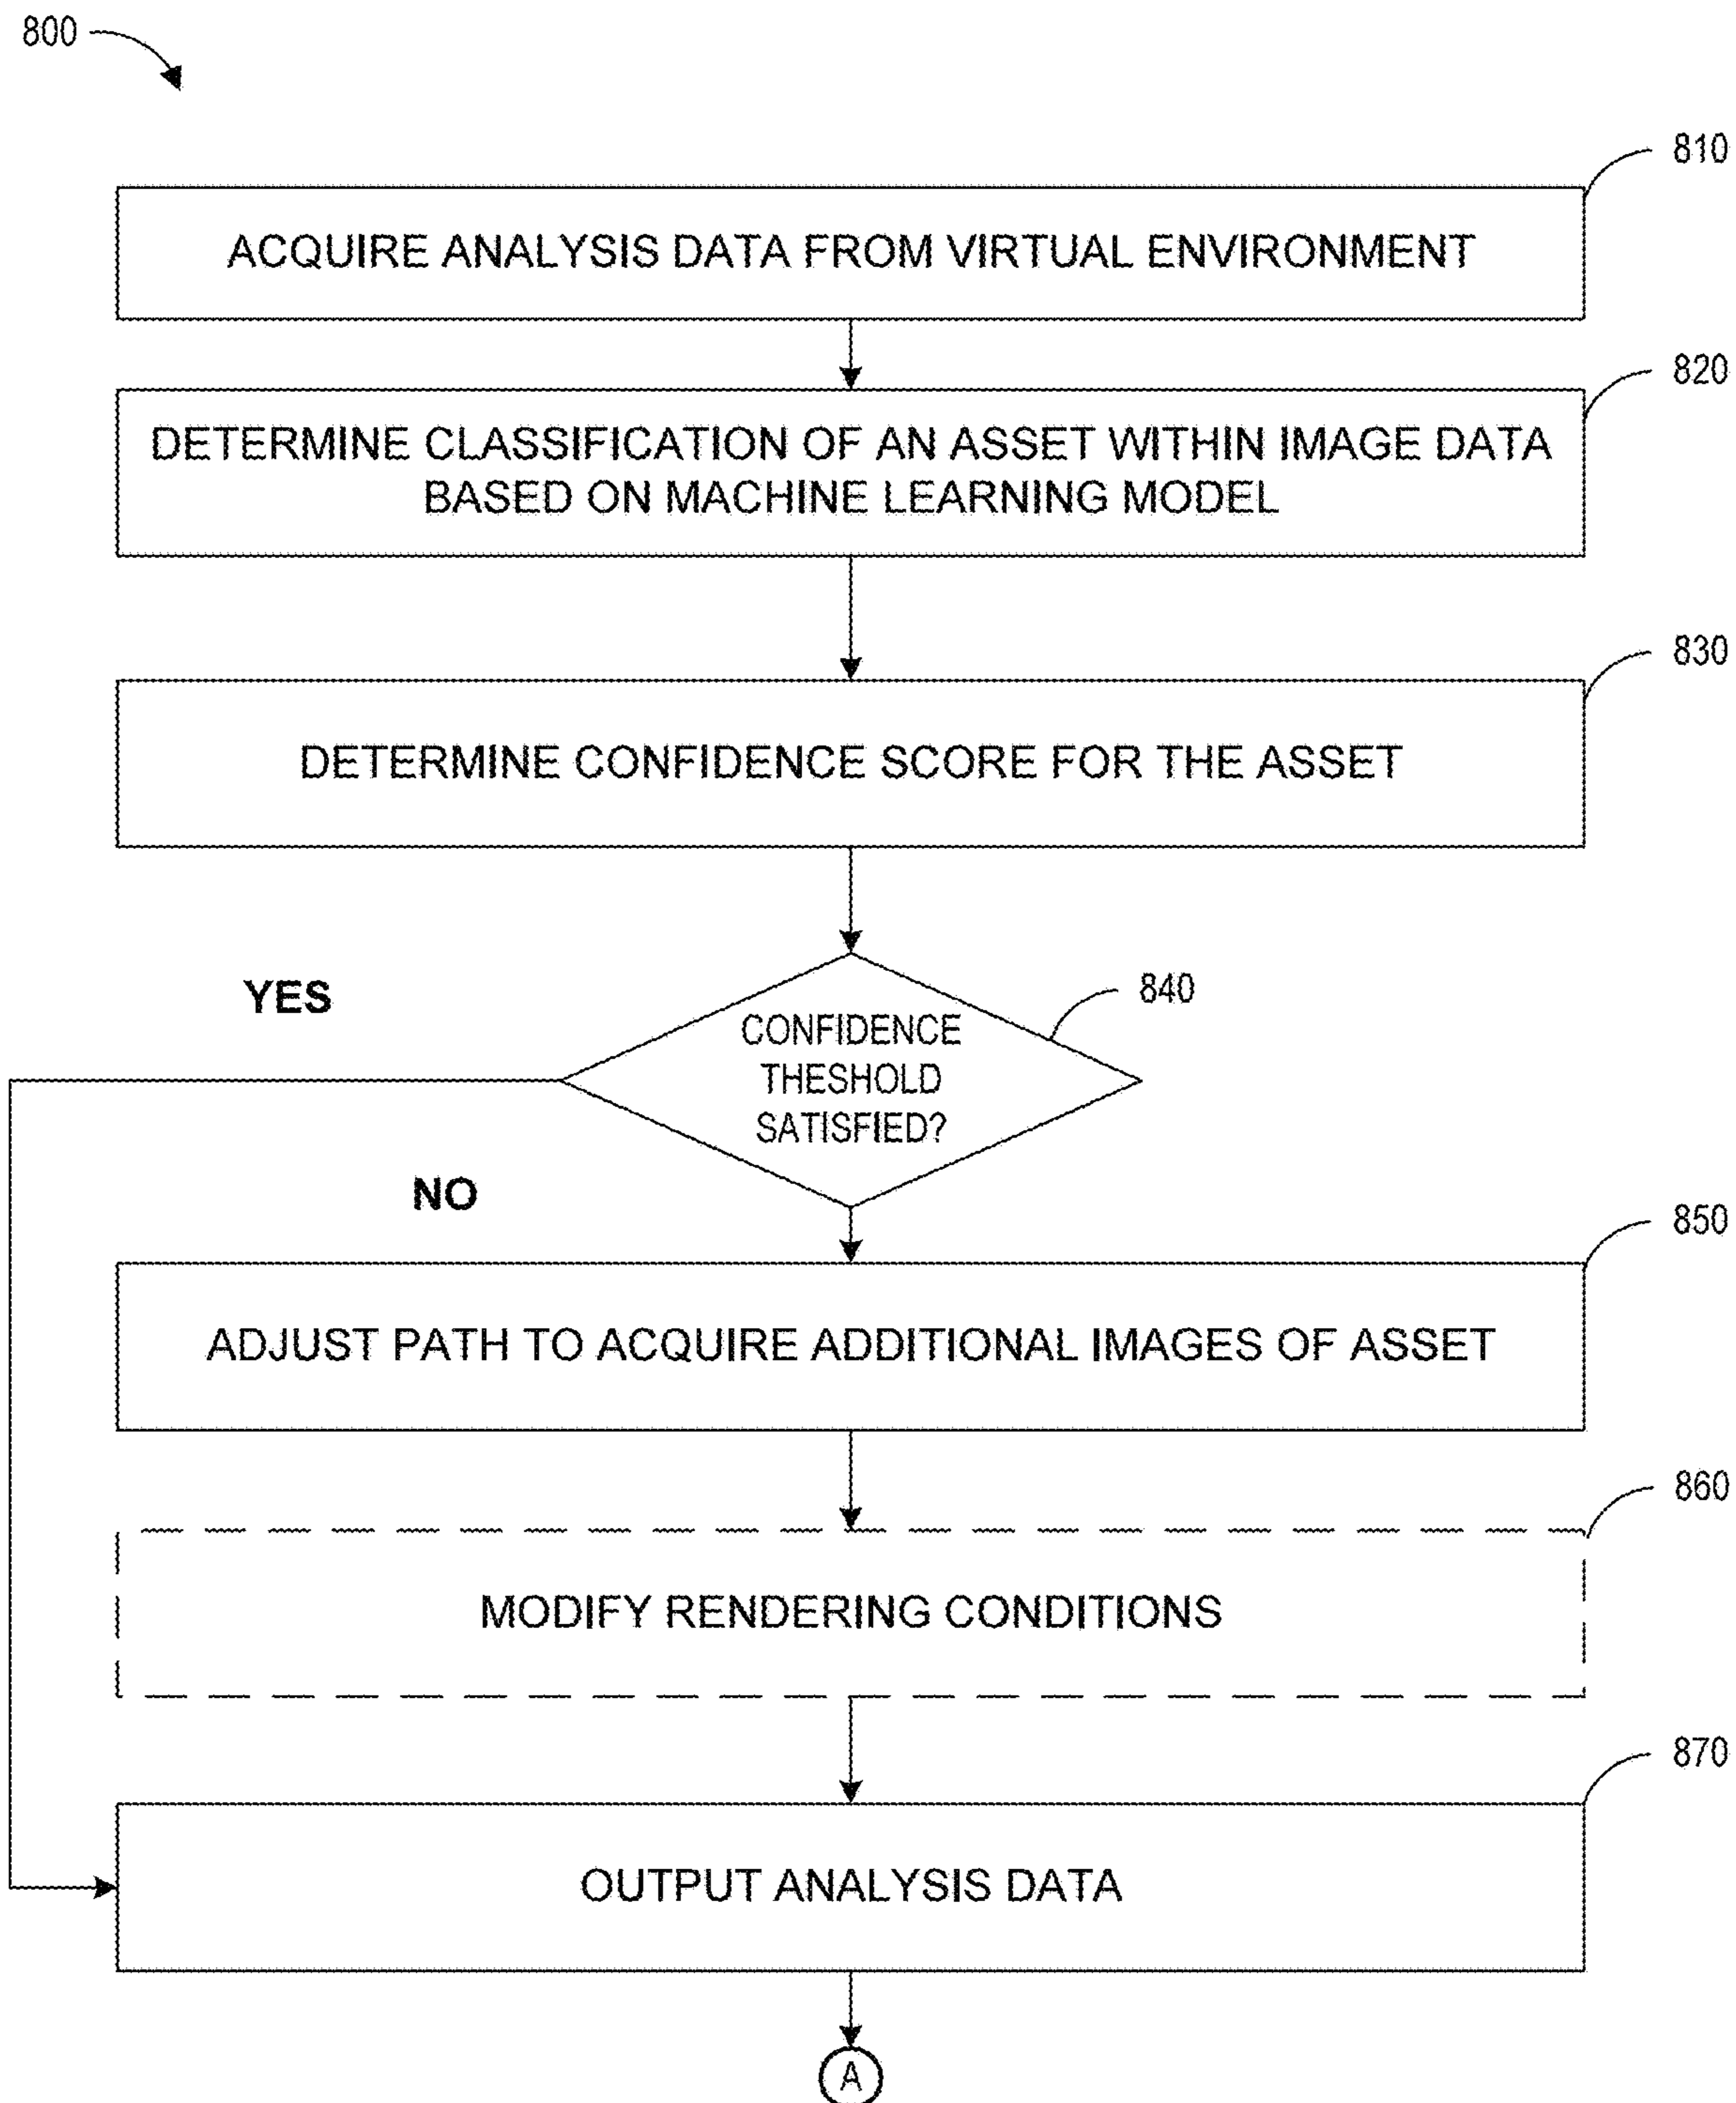 800
810
ACQUIRE ANALYSIS DATA FROM VIRTUAL ENVIRONMENT
820
DETERMINE CLASSIFICATION OF AN ASSET WITHIN IMAGE DATA
BASED ON MACHINE LEARNING MODEL
830
DETERMINE CONFIDENCE SCORE FOR THE ASSET
YES
840
CONFIDENCE
THESHOLD
SATISFIED?
NO
850
ADJUST PATH TO ACQUIRE ADDITIONAL IMAGES OF ASSET
860
MODIFY RENDERING CONDITIONS
870
OUTPUT ANALYSIS DATA
A